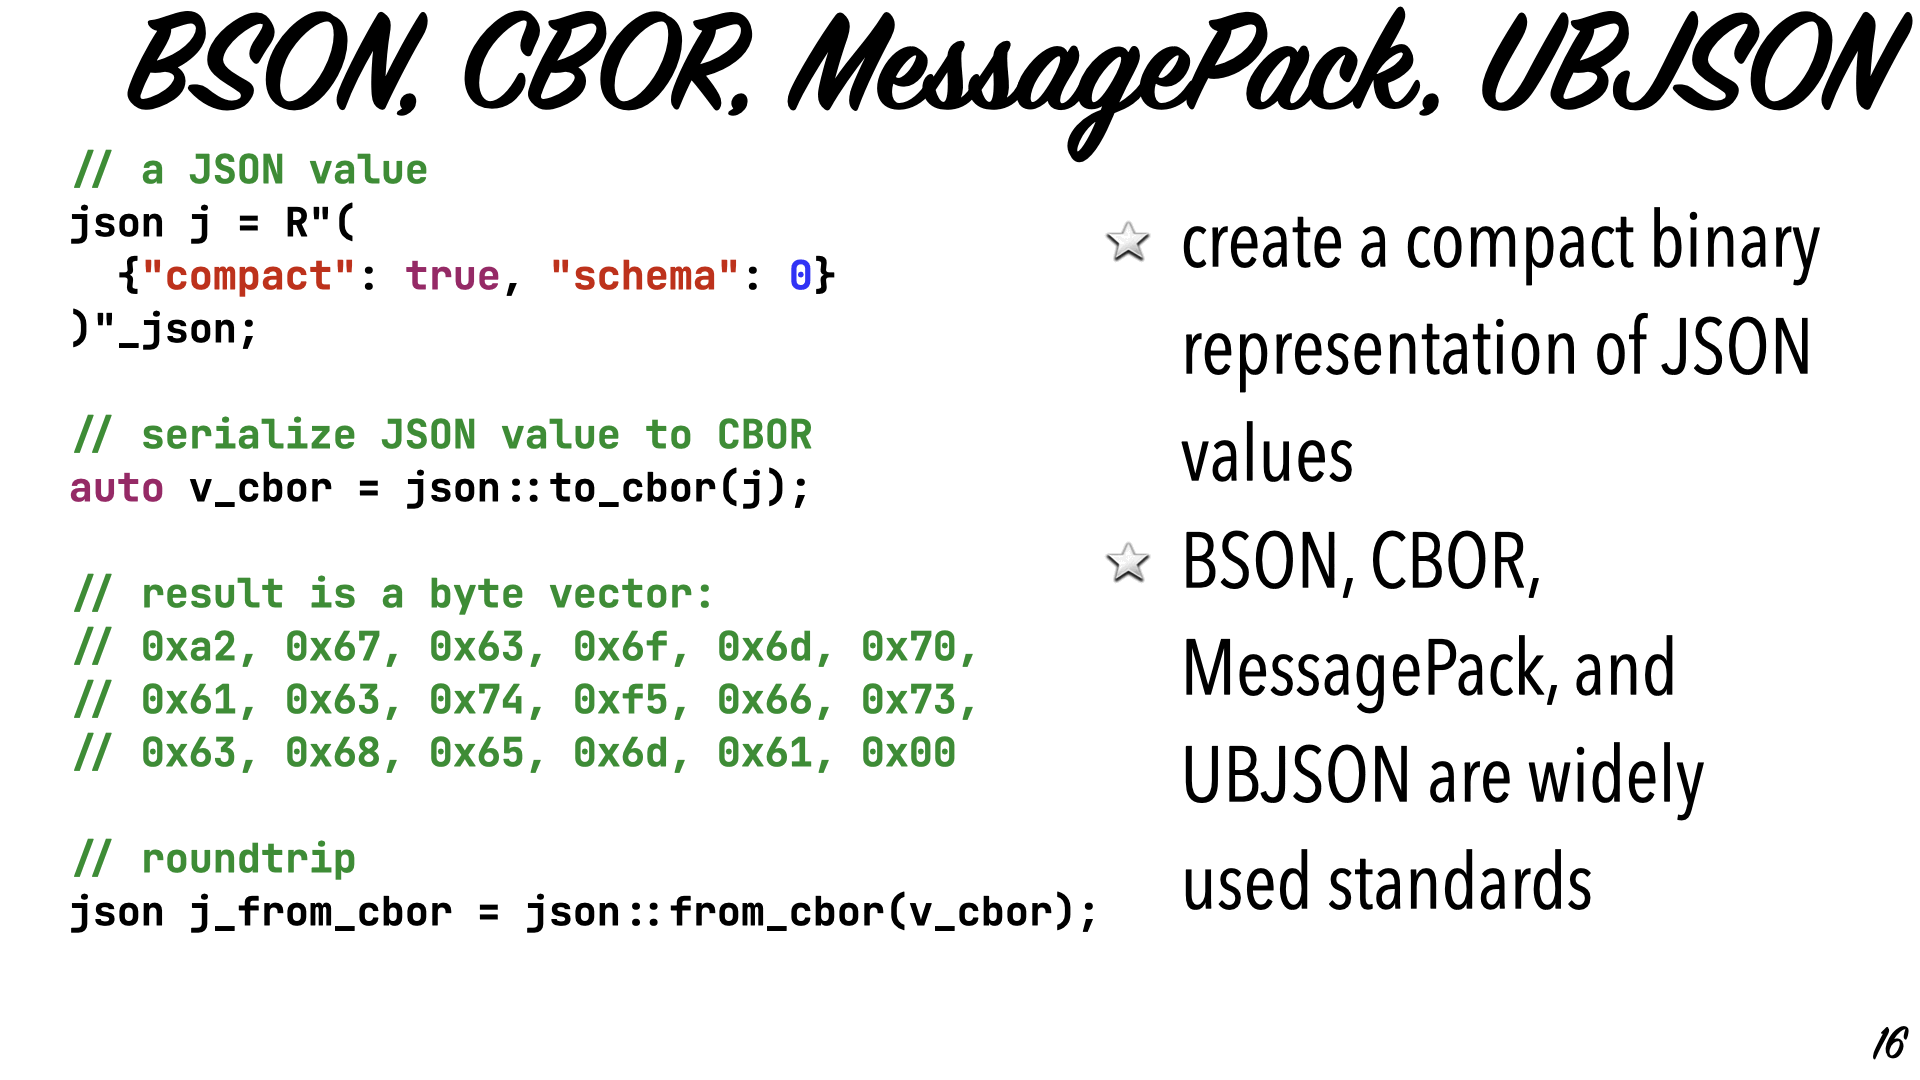 BSON, CBOR, MessagePack, UBJSON
// a JSON value
json j = R"(
  {"compact": true, "schema": 0}
)"_json;
// serialize JSON value to CBOR
auto v_cbor = json::to_cbor(j);
// result is a byte vector:
// 0xa2, 0x67, 0x63, 0x6f, 0x6d, 0x70,
// 0x61, 0x63, 0x74, 0xf5, 0x66, 0x73,
// 0x63, 0x68, 0x65, 0x6d, 0x61, 0x00
// roundtrip
json j_from_cbor = json::from_cbor(v_cbor);
create a compact binary
representation of JSON
values
BSON, CBOR,
MessagePack, and
UBJSON are widely
used standards
16